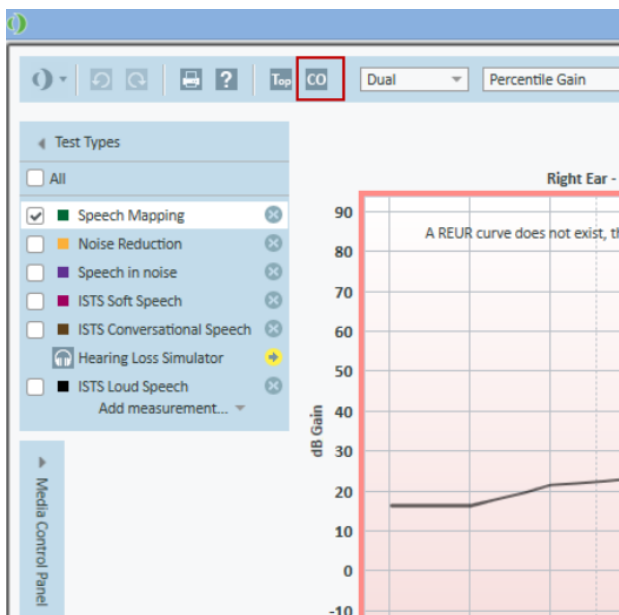 Top CO Dual Percentile Gain
Test Types
All
Speech Mapping
Noise Reduction
Speech in noise
ISTS Soft Speech
ISTS Conversational Speech
Hearing Loss Simulator
ISTS Loud Speech
Add measurement...
Media Control Panel
Right Ear -
A REUR curve does not exist, th
dB Gain
90
80
70
60
50
40
30
20
10
0
-10